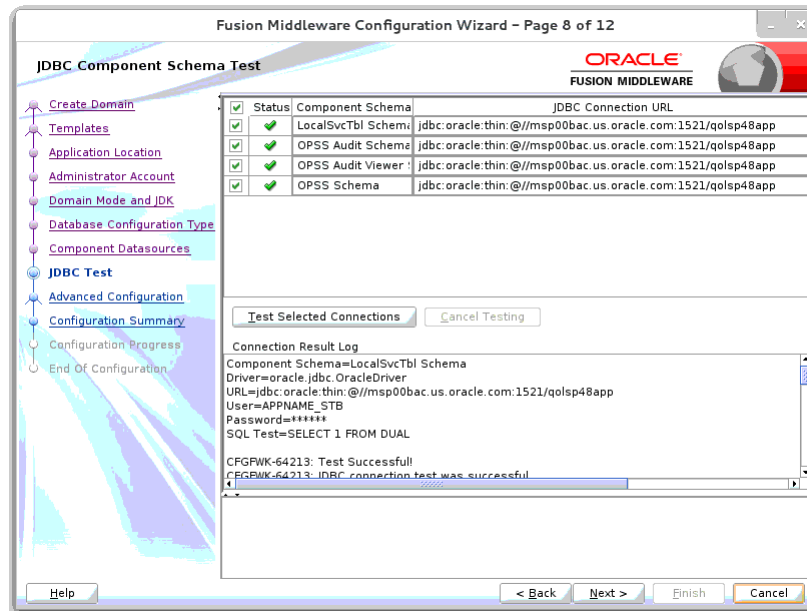 Fusion Middleware Configuration Wizard – Page 8 of 12
JDBC Component Schema Test
ORACLE
FUSION MIDDLEWARE
Create Domain
Templates
Application Location
Administrator Account
Domain Mode and JDK
Database Configuration Type
Component Datasources
JDBC Test
Advanced Configuration
Configuration Summary
Configuration Progress
End Of Configuration
Status Component Schema JDBC Connection URL
LocalSvcTbl Schema jdbc:oracle:thin:@//msp00bac.us.oracle.com:1521/qolsp48app
OPSS Audit Schema jdbc:oracle:thin:@//msp00bac.us.oracle.com:1521/qolsp48app
OPSS Audit Viewer S jdbc:oracle:thin:@//msp00bac.us.oracle.com:1521/qolsp48app
OPSS Schema jdbc:oracle:thin:@//msp00bac.us.oracle.com:1521/qolsp48app
Test Selected Connections Cancel Testing
Connection Result Log
Component Schema=LocalSvcTbl Schema
Driver=oracle.jdbc.OracleDriver
URL=jdbc:oracle:thin:@//msp00bac.us.oracle.com:1521/qolsp48app
User=APPNAME_STB
Password=******
SQL Test=SELECT 1 FROM DUAL
CFGFWK-64213: Test Successful!
CFGFWK-64213: JDBC connection test was successful.
Help < Back Next > Finish Cancel